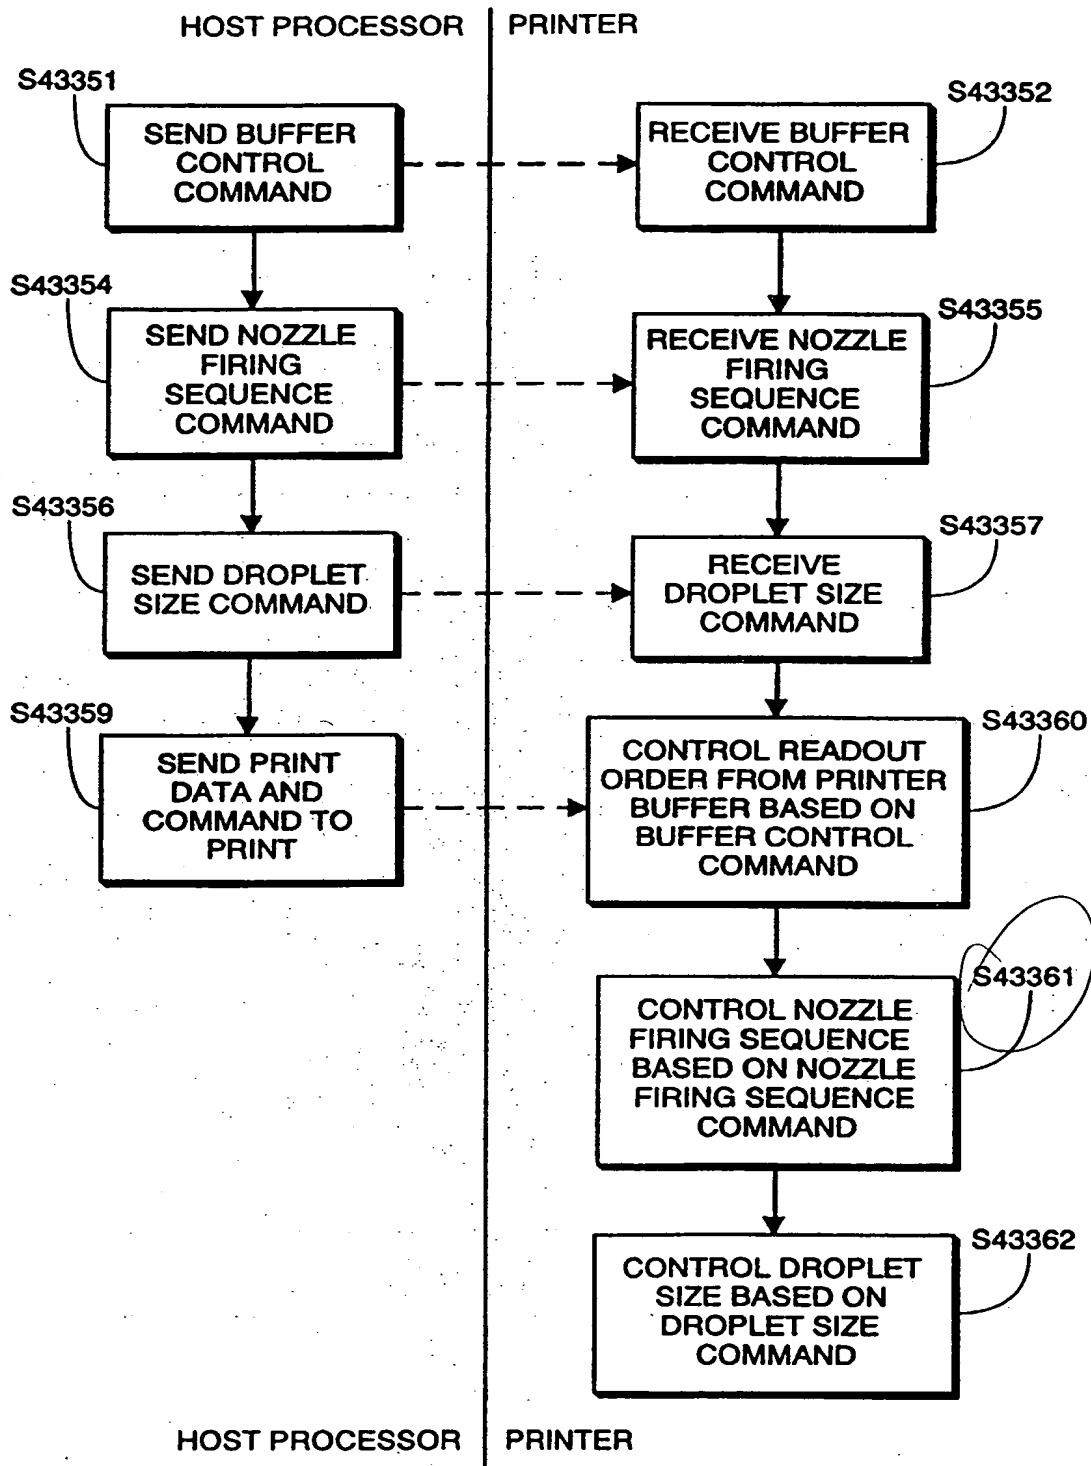 HOST PROCESSOR
PRINTER
S43351
SEND BUFFER
CONTROL
COMMAND
S43352
RECEIVE BUFFER
CONTROL
COMMAND
S43354
SEND NOZZLE
FIRING
SEQUENCE
COMMAND
S43355
RECEIVE NOZZLE
FIRING
SEQUENCE
COMMAND
S43356
SEND DROPLET
SIZE COMMAND
S43357
RECEIVE
DROPLET SIZE
COMMAND
S43359
SEND PRINT
DATA AND
COMMAND TO
PRINT
S43360
CONTROL READOUT
ORDER FROM PRINTER
BUFFER BASED ON
BUFFER CONTROL
COMMAND
S43361
CONTROL NOZZLE
FIRING SEQUENCE
BASED ON NOZZLE
FIRING SEQUENCE
COMMAND
S43362
CONTROL DROPLET
SIZE BASED ON
DROPLET SIZE
COMMAND
HOST PROCESSOR
PRINTER